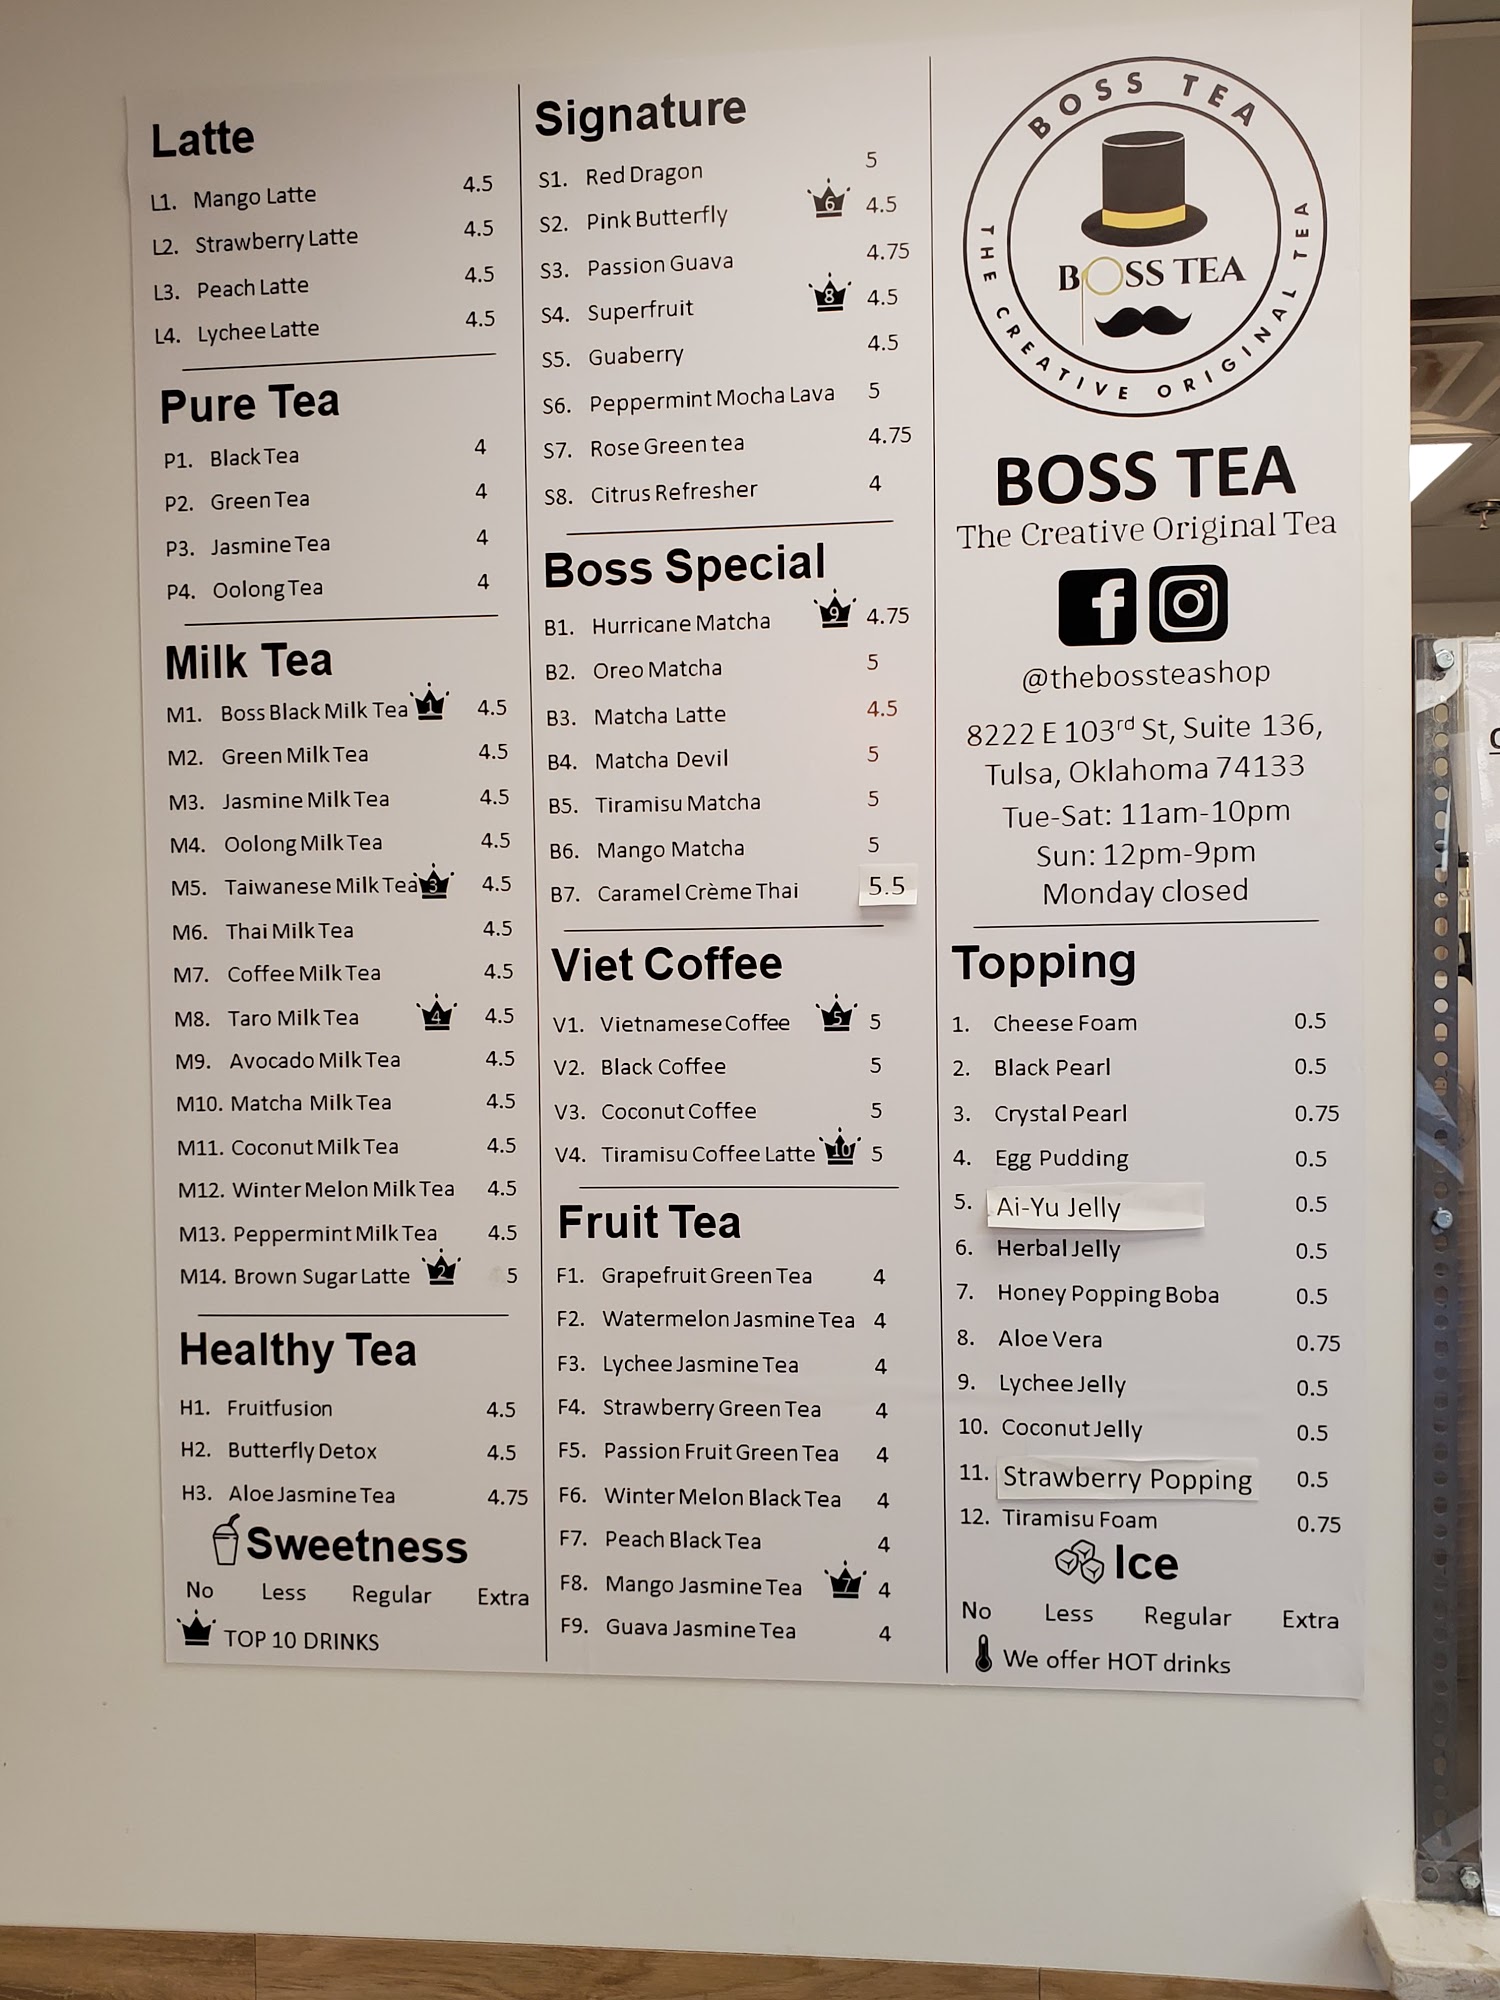 Latte
L1. Mango Latte 4.5
L2. Strawberry Latte 4.5
L3. Peach Latte 4.5
L4. Lychee Latte 4.5
Pure Tea
P1. Black Tea 4
P2. Green Tea 4
P3. Jasmine Tea 4
P4. Oolong Tea 4
Milk Tea
M1. Boss Black Milk Tea 1 4.5
M2. Green Milk Tea 4.5
M3. Jasmine Milk Tea 4.5
M4. Oolong Milk Tea 4.5
M5. Taiwanese Milk Tea 3 4.5
M6. Thai Milk Tea 4.5
M7. Coffee Milk Tea 4.5
M8. Taro Milk Tea 4 4.5
M9. Avocado Milk Tea 4.5
M10. Matcha Milk Tea 4.5
M11. Coconut Milk Tea 4.5
M12. Winter Melon Milk Tea 4.5
M13. Peppermint Milk Tea 4.5
M14. Brown Sugar Latte 2 5
Healthy Tea
H1. Fruitfusion 4.5
H2. Butterfly Detox 4.5
H3. Aloe Jasmine Tea 4.75
Sweetness
No Less Regular Extra
TOP 10 DRINKS
Signature
S1. Red Dragon 5
S2. Pink Butterfly 6 4.5
S3. Passion Guava 4.75
S4. Superfruit 8 4.5
S5. Guaberry 4.5
S6. Peppermint Mocha Lava 5
S7. Rose Green tea 4.75
S8. Citrus Refresher 4
Boss Special
B1. Hurricane Matcha 9 4.75
B2. Oreo Matcha 5
B3. Matcha Latte 4.5
B4. Matcha Devil 5
B5. Tiramisu Matcha 5
B6. Mango Matcha 5
B7. Caramel Crème Thai 5.5
Viet Coffee
V1. Vietnamese Coffee 5 5
V2. Black Coffee 5
V3. Coconut Coffee 5
V4. Tiramisu Coffee Latte 10 5
Fruit Tea
F1. Grapefruit Green Tea 4
F2. Watermelon Jasmine Tea 4
F3. Lychee Jasmine Tea 4
F4. Strawberry Green Tea 4
F5. Passion Fruit Green Tea 4
F6. Winter Melon Black Tea 4
F7. Peach Black Tea 4
F8. Mango Jasmine Tea 7 4
F9. Guava Jasmine Tea 4
BOSS TEA
BOSS TEA
THE CREATIVE ORIGINAL TEA
BOSS TEA
The Creative Original Tea
@thebossteashop
8222 E 103rd St, Suite 136,
Tulsa, Oklahoma 74133
Tue-Sat: 11am-10pm
Sun: 12pm-9pm
Monday closed
Topping
1. Cheese Foam 0.5
2. Black Pearl 0.5
3. Crystal Pearl 0.75
4. Egg Pudding 0.5
5. Ai-Yu Jelly 0.5
6. Herbal Jelly 0.5
7. Honey Popping Boba 0.5
8. Aloe Vera 0.75
9. Lychee Jelly 0.5
10. Coconut Jelly 0.5
11. Strawberry Popping 0.5
12. Tiramisu Foam 0.75
Ice
No Less Regular Extra
We offer HOT drinks